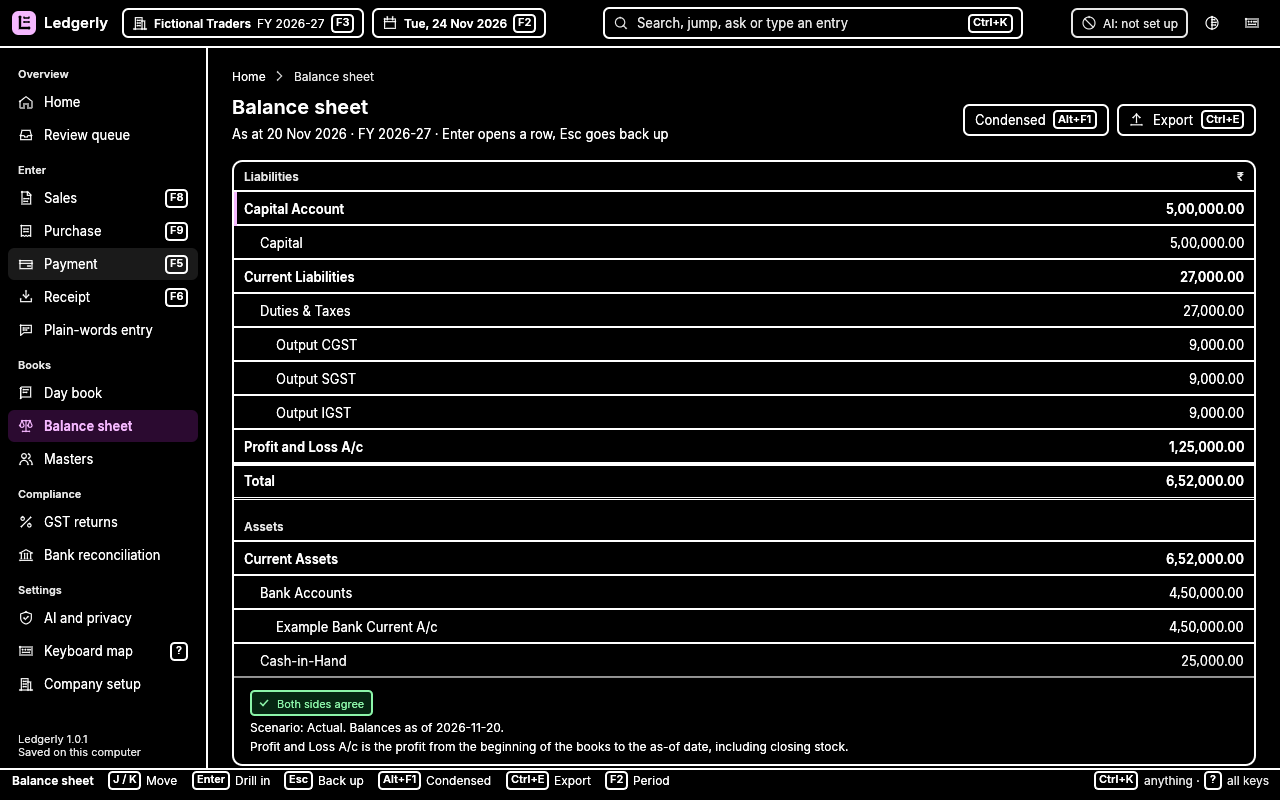 Ledgerly
Fictional Traders FY 2026-27 F3
Tue, 24 Nov 2026 F2
Search, jump, ask or type an entry Ctrl+K
AI: not set up
Overview
Home
Review queue
Enter
Sales F8
Purchase F9
Payment F5
Receipt F6
Plain-words entry
Books
Day book
Balance sheet
Masters
Compliance
GST returns
Bank reconciliation
Settings
AI and privacy
Keyboard map ?
Company setup
Ledgerly 1.0.1
Saved on this computer
Home > Balance sheet
Balance sheet
As at 20 Nov 2026 · FY 2026-27 · Enter opens a row, Esc goes back up
Condensed Alt+F1
Export Ctrl+E
Liabilities ₹
Capital Account 5,00,000.00
Capital 5,00,000.00
Current Liabilities 27,000.00
Duties & Taxes 27,000.00
Output CGST 9,000.00
Output SGST 9,000.00
Output IGST 9,000.00
Profit and Loss A/c 1,25,000.00
Total 6,52,000.00
Assets
Current Assets 6,52,000.00
Bank Accounts 4,50,000.00
Example Bank Current A/c 4,50,000.00
Cash-in-Hand 25,000.00
Both sides agree
Scenario: Actual. Balances as of 2026-11-20.
Profit and Loss A/c is the profit from the beginning of the books to the as-of date, including closing stock.
Balance sheet J / K Move Enter Drill in Esc Back up Alt+F1 Condensed Ctrl+E Export F2 Period Ctrl+K anything · ? all keys